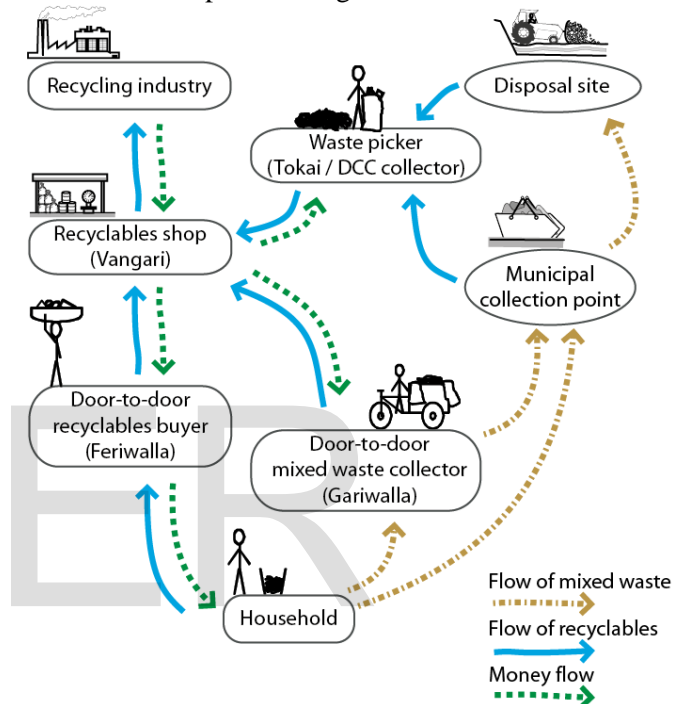 Recycling industry
Disposal site
Waste picker
(Tokai / DCC collector)
Recyclables shop
(Vangari)
Municipal
collection point
Door-to-door
recyclables buyer
(Feriwalla)
Door-to-door
mixed waste collector
(Gariwalla)
Household
Flow of mixed waste
Flow of recyclables
Money flow
ER